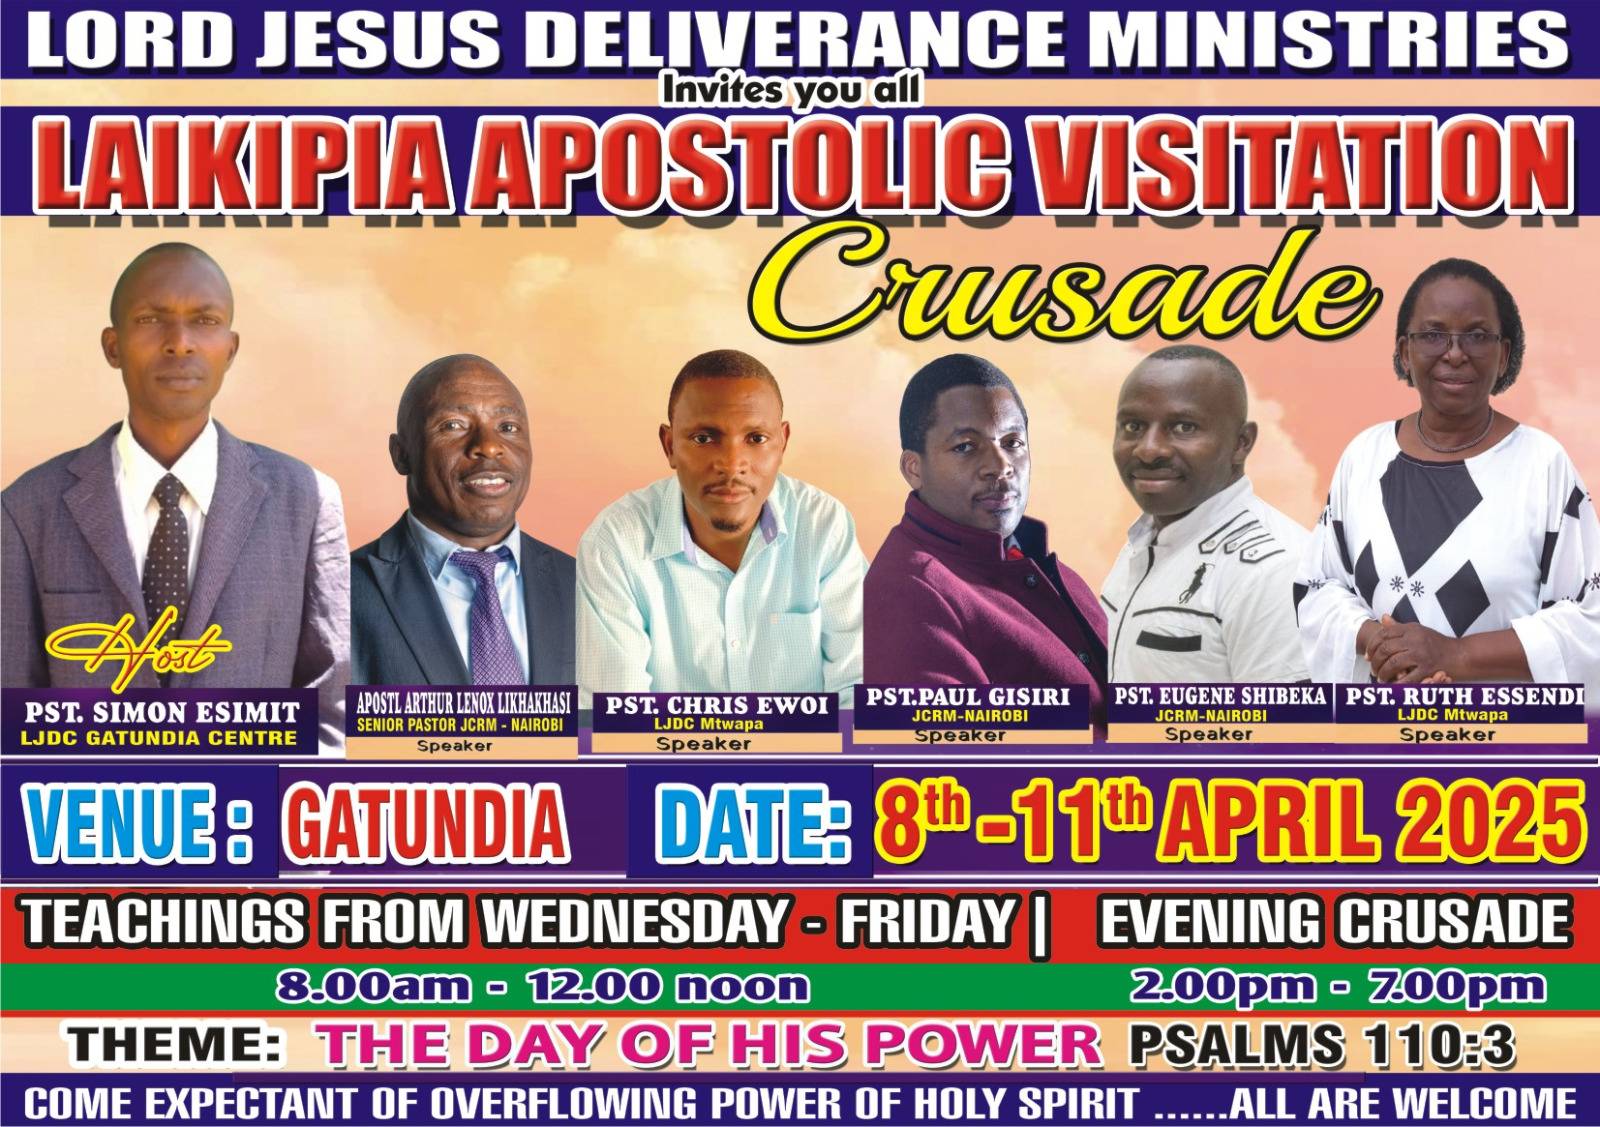 LORD JESUS DELIVERANCE MINISTRIES
Invites you all
LAIKIPIA APOSTOLIC VISITATION
Crusade
Host
PST. SIMON ESIMIT
LJDC GATUNDIA CENTRE
APOSTL ARTHUR LENOX LIKHAKHASI
SENIOR PASTOR JCRM - NAIROBI
Speaker
PST. CHRIS EWOI
LJDC Mtwapa
Speaker
PST.PAUL GISIRI
JCRM-NAIROBI
Speaker
PST. EUGENE SHIBEKA
JCRM-NAIROBI
Speaker
PST. RUTH ESSENDI
LJDC Mtwapa
Speaker
VENUE : GATUNDIA DATE: 8th -11th APRIL 2025
TEACHINGS FROM WEDNESDAY - FRIDAY | EVENING CRUSADE
8.00am - 12.00 noon 2.00pm - 7.00pm
THEME: THE DAY OF HIS POWER PSALMS 110:3
COME EXPECTANT OF OVERFLOWING POWER OF HOLY SPIRIT ......ALL ARE WELCOME